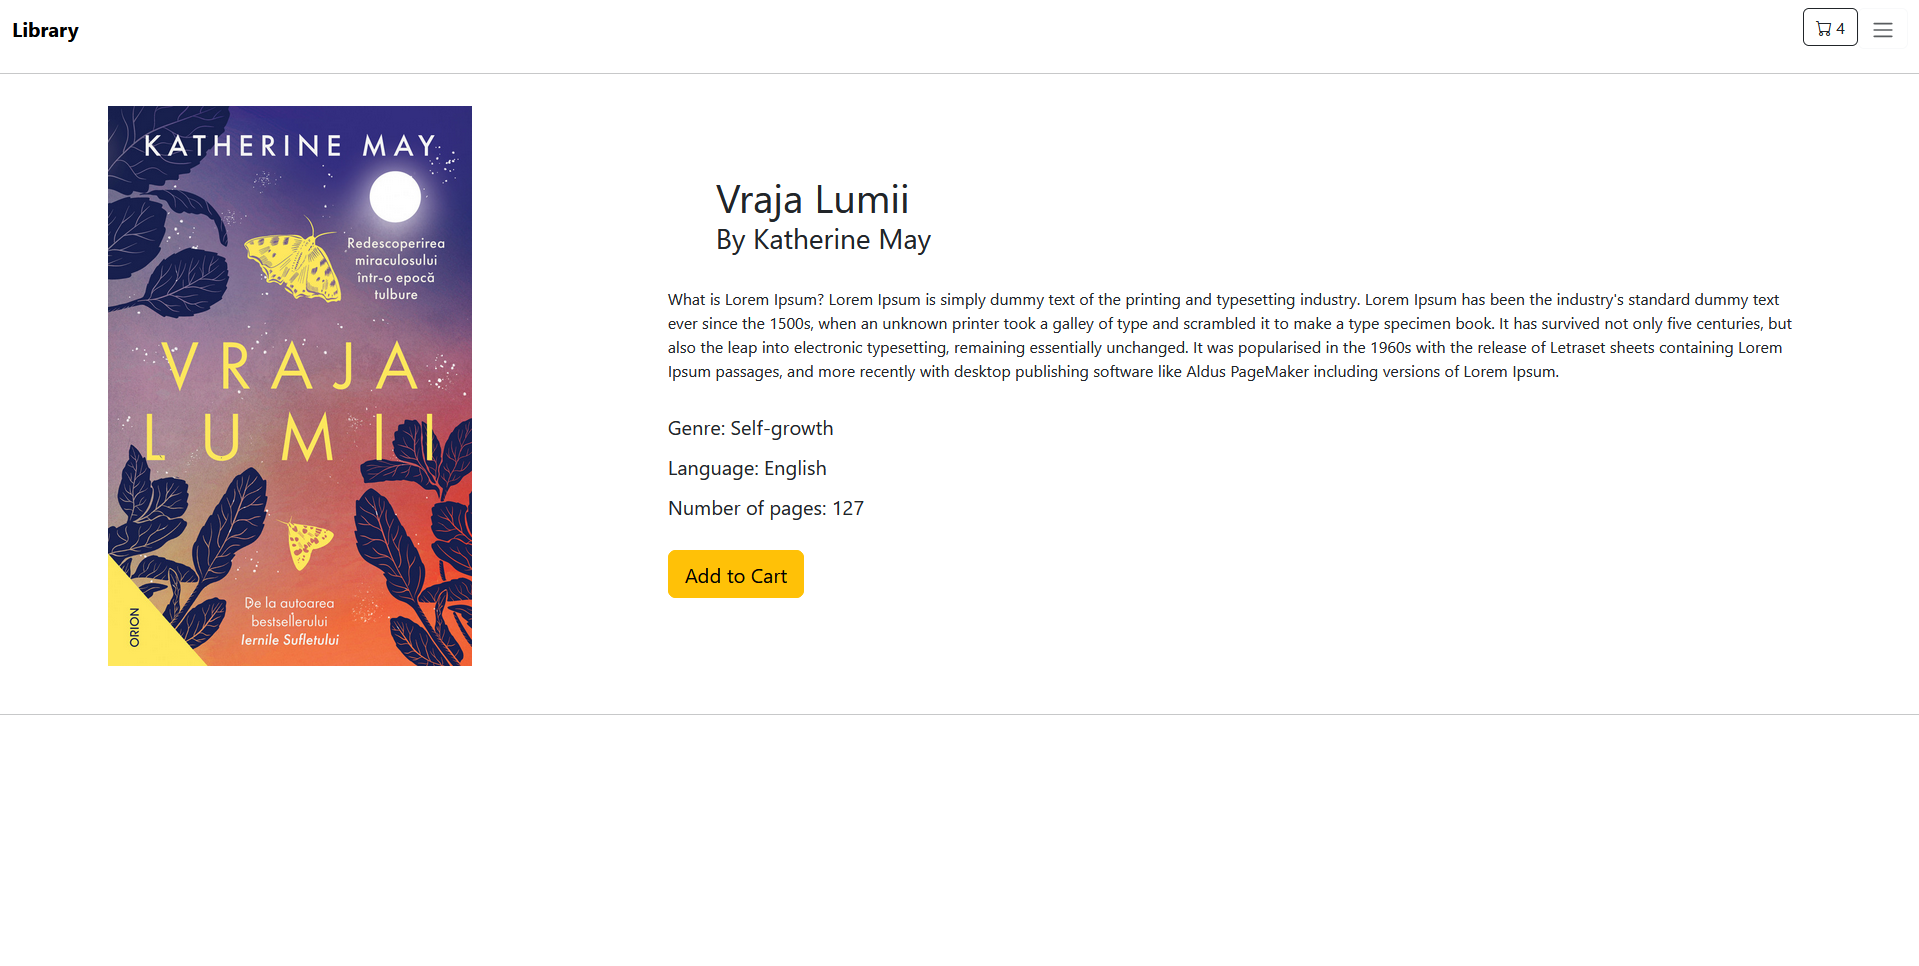 Library
4
KATHERINE MAY
Redescoperirea
miraculosului
într-o epocă
tulbure
VRAJA
LUMII
De la autoarea
bestsellerului
Iernile Sufletului
ORION
Vraja Lumii
By Katherine May
What is Lorem Ipsum? Lorem Ipsum is simply dummy text of the printing and typesetting industry. Lorem Ipsum has been the industry's standard dummy text
ever since the 1500s, when an unknown printer took a galley of type and scrambled it to make a type specimen book. It has survived not only five centuries, but
also the leap into electronic typesetting, remaining essentially unchanged. It was popularised in the 1960s with the release of Letraset sheets containing Lorem
Ipsum passages, and more recently with desktop publishing software like Aldus PageMaker including versions of Lorem Ipsum.
Genre: Self-growth
Language: English
Number of pages: 127
Add to Cart